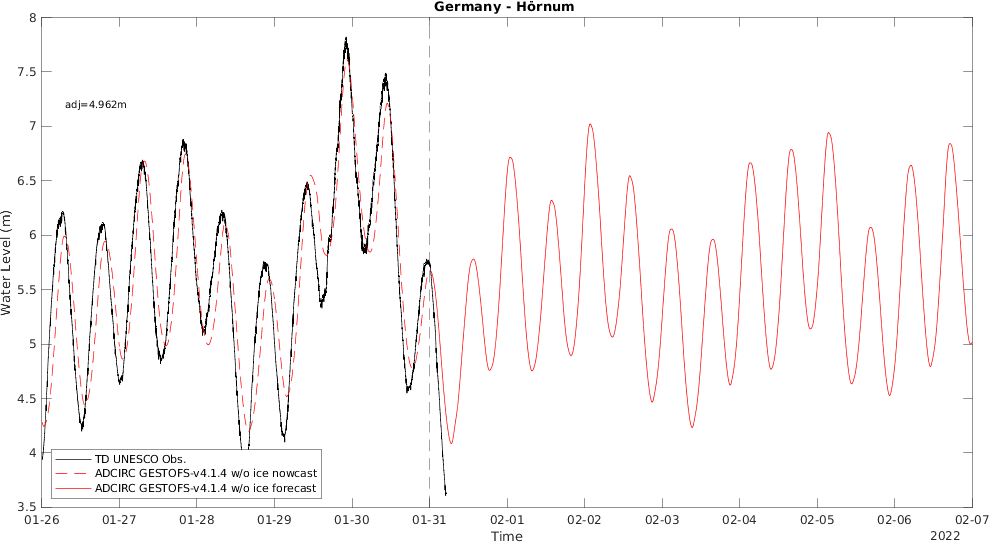 Germany - Hörnum
8
7.5
7
6.5
6
5.5
5
4.5
4
3.5
Water Level (m)
adj=4.962m
TD UNESCO Obs.
ADCIRC GESTOFS-v4.1.4 w/o ice nowcast
ADCIRC GESTOFS-v4.1.4 w/o ice forecast
01-26 01-27 01-28 01-29 01-30 01-31 02-01 02-02 02-03 02-04 02-05 02-06 02-07
Time
2022